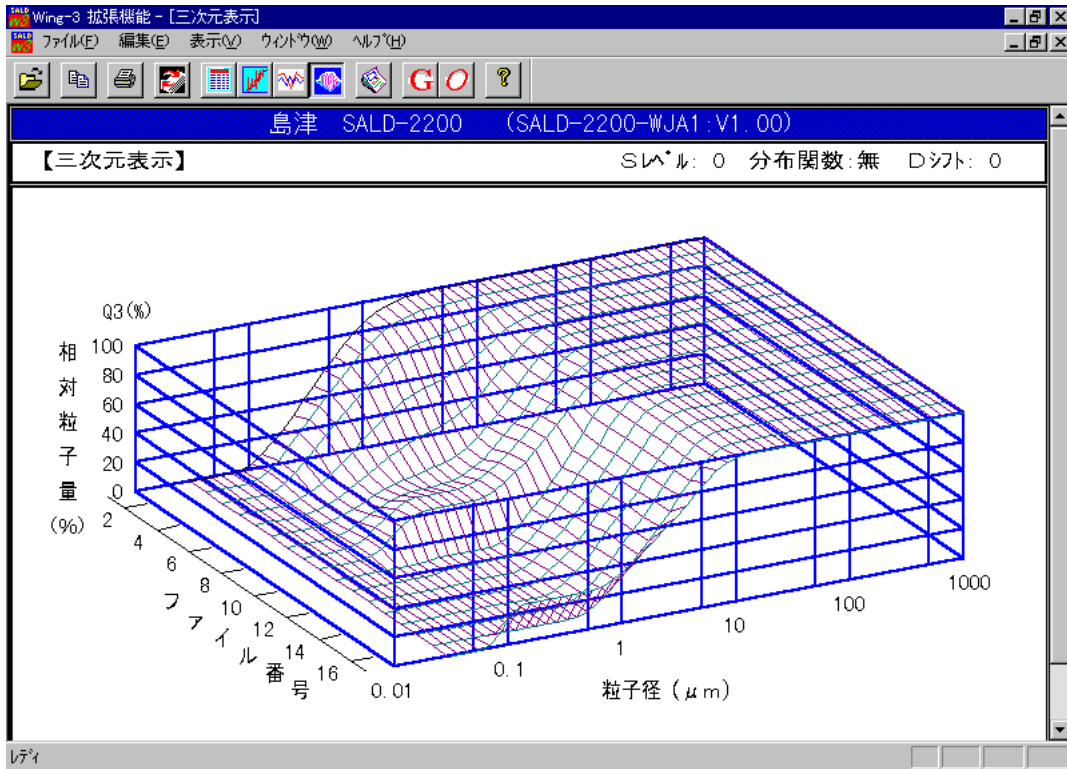 Wing-3 拡張機能 - [三次元表示]
ファイル(F) 編集(E) 表示(V) ウィンドウ(W) ヘルプ(H)
G O ?
島津 SALD-2200 (SALD-2200-WJA1:V1.00)
【三次元表示】 Sレベル: 0 分布関数:無 Dシフト: 0
Q3(%)
相対粒子量
(%)
100
80
60
40
20
0
2
4
6
8
10
12
14
16
ファイル番号
0.01
0.1
1
10
100
1000
粒子径(μm)
レディ